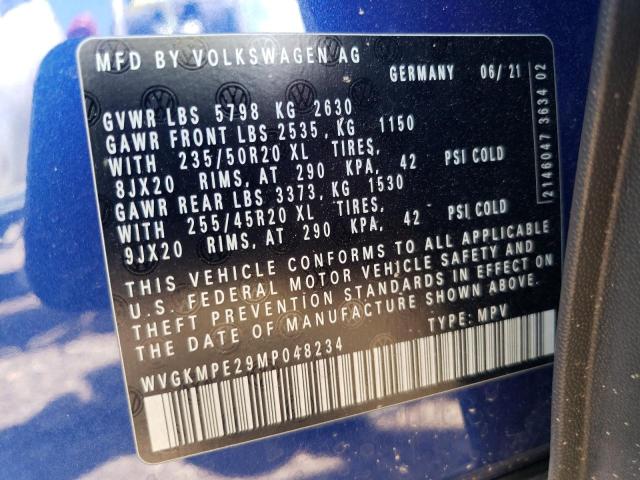 MFD BY VOLKSWAGEN AG
GERMANY 06/21
GVWR LBS 5798 KG 2630
GAWR FRONT LBS 2535, KG 1150
WITH 235/50R20 XL TIRES,
8JX20 RIMS, AT 290 KPA, 42 PSI COLD
GAWR REAR LBS 3373, KG 1530
WITH 255/45R20 XL TIRES,
9JX20 RIMS, AT 290 KPA, 42 PSI COLD
THIS VEHICLE CONFORMS TO ALL APPLICABLE
U.S. FEDERAL MOTOR VEHICLE SAFETY AND
THEFT PREVENTION STANDARDS IN EFFECT ON
THE DATE OF MANUFACTURE SHOWN ABOVE.
TYPE: MPV
WVGKMPE29MP048234
2146047 3634 02